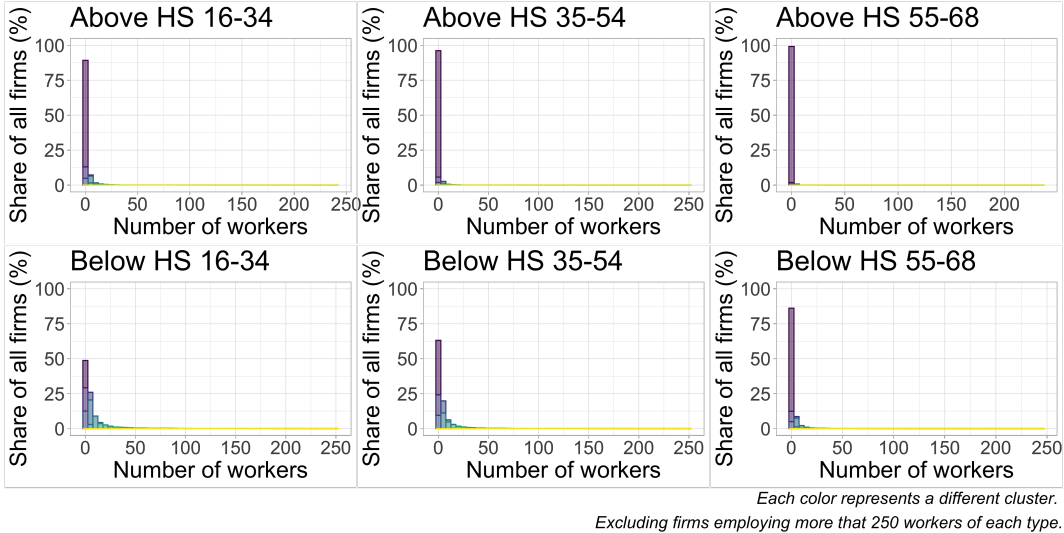 Above HS 16-34
Share of all firms (%)
100
75
50
25
0
0 50 100 150 200 250
Number of workers
Above HS 35-54
Share of all firms (%)
100
75
50
25
0
0 50 100 150 200 250
Number of workers
Above HS 55-68
Share of all firms (%)
100
75
50
25
0
0 50 100 150 200
Number of workers
Below HS 16-34
Share of all firms (%)
100
75
50
25
0
0 50 100 150 200 250
Number of workers
Below HS 35-54
Share of all firms (%)
100
75
50
25
0
0 50 100 150 200 250
Number of workers
Below HS 55-68
Share of all firms (%)
100
75
50
25
0
0 50 100 150 200 250
Number of workers
Each color represents a different cluster.
Excluding firms employing more that 250 workers of each type.